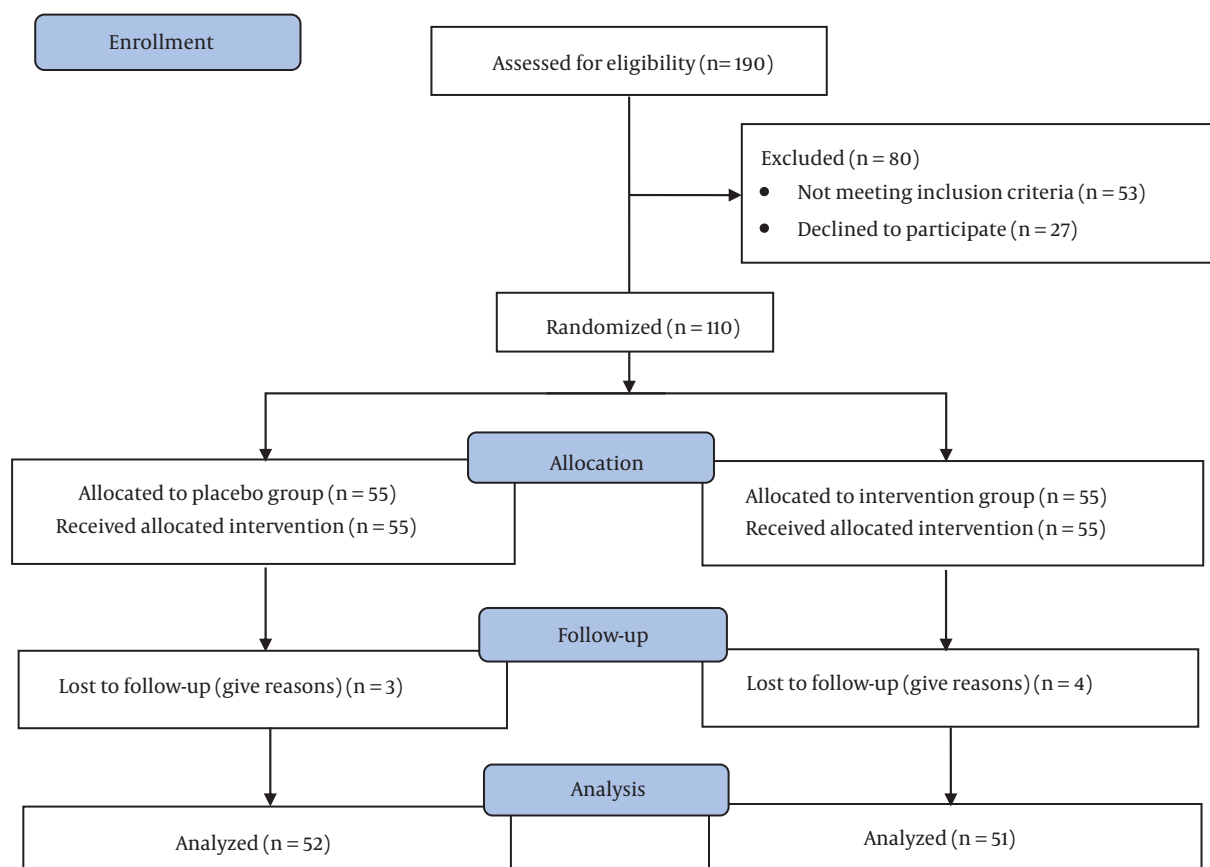 Enrollment
Assessed for eligibility (n= 190)
Excluded (n = 80)
• Not meeting inclusion criteria (n = 53)
• Declined to participate (n = 27)
Randomized (n = 110)
Allocation
Allocated to placebo group (n = 55)
Received allocated intervention (n = 55)
Allocated to intervention group (n = 55)
Received allocated intervention (n = 55)
Follow-up
Lost to follow-up (give reasons) (n = 3)
Lost to follow-up (give reasons) (n = 4)
Analysis
Analyzed (n = 52)
Analyzed (n = 51)